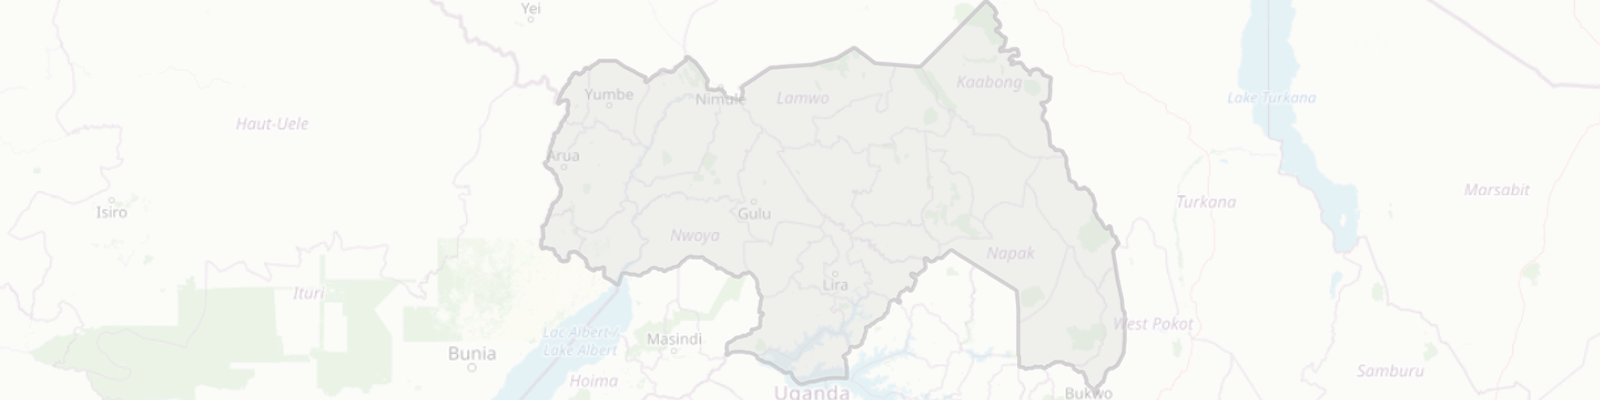 Yei
Yumbe
Nimule
Lamwo
Kaabong
Lake Turkana
Haut-Uele
Arua
Turkana
Marsabit
Isiro
Gulu
Nwoya
Napak
Ituri
Lira
West Pokot
Lac Albert /
Lake Albert
Masindi
Bunia
Hoima
Samburu
Uganda
Bukwo